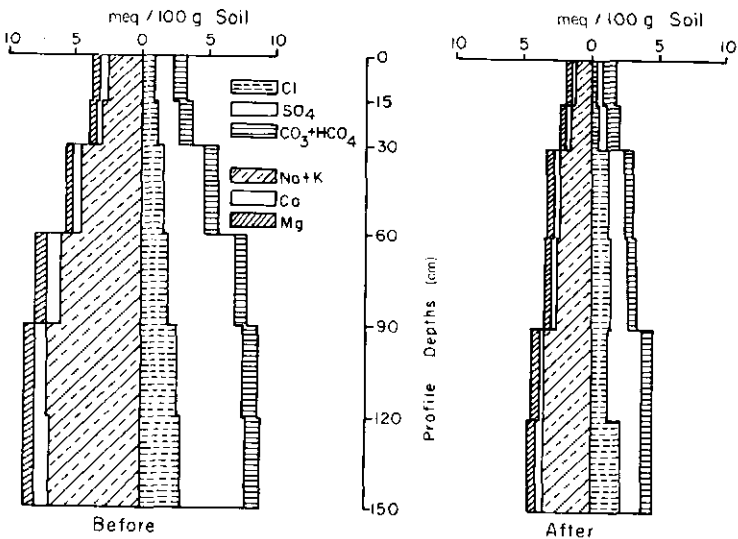 meq / 100 g Soil
10 5 0 5 10
Cl
SO4
CO3+HCO4
Na+K
Ca
Mg
Before
0
15
30
60
90
120
150
Profile Depths (cm)
meq / 100 g Soil
10 5 0 5 10
After